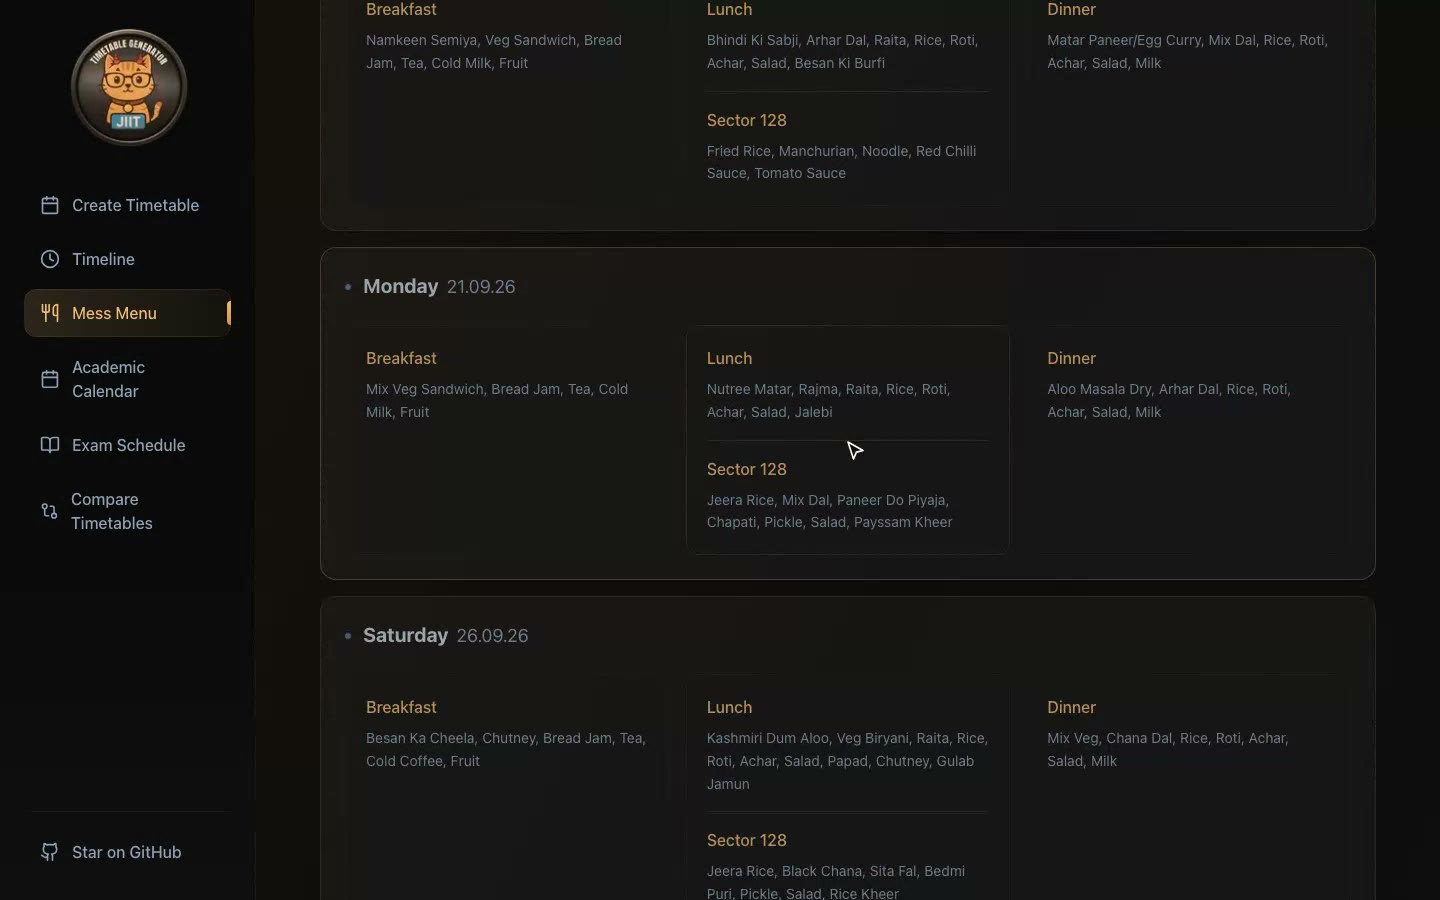 TIMETABLE GENERATOR
JIIT
Create Timetable
Timeline
Mess Menu
Academic
Calendar
Exam Schedule
Compare
Timetables
Star on GitHub
Breakfast
Namkeen Semiya, Veg Sandwich, Bread
Jam, Tea, Cold Milk, Fruit
Lunch
Bhindi Ki Sabji, Arhar Dal, Raita, Rice, Roti,
Achar, Salad, Besan Ki Burfi
Sector 128
Fried Rice, Manchurian, Noodle, Red Chilli
Sauce, Tomato Sauce
Dinner
Matar Paneer/Egg Curry, Mix Dal, Rice, Roti,
Achar, Salad, Milk
Monday 21.09.26
Breakfast
Mix Veg Sandwich, Bread Jam, Tea, Cold
Milk, Fruit
Lunch
Nutree Matar, Rajma, Raita, Rice, Roti,
Achar, Salad, Jalebi
Sector 128
Jeera Rice, Mix Dal, Paneer Do Piyaja,
Chapati, Pickle, Salad, Payssam Kheer
Dinner
Aloo Masala Dry, Arhar Dal, Rice, Roti,
Achar, Salad, Milk
Saturday 26.09.26
Breakfast
Besan Ka Cheela, Chutney, Bread Jam, Tea,
Cold Coffee, Fruit
Lunch
Kashmiri Dum Aloo, Veg Biryani, Raita, Rice,
Roti, Achar, Salad, Papad, Chutney, Gulab
Jamun
Sector 128
Jeera Rice, Black Chana, Sita Fal, Bedmi
Puri, Pickle, Salad, Rice Kheer
Dinner
Mix Veg, Chana Dal, Rice, Roti, Achar,
Salad, Milk